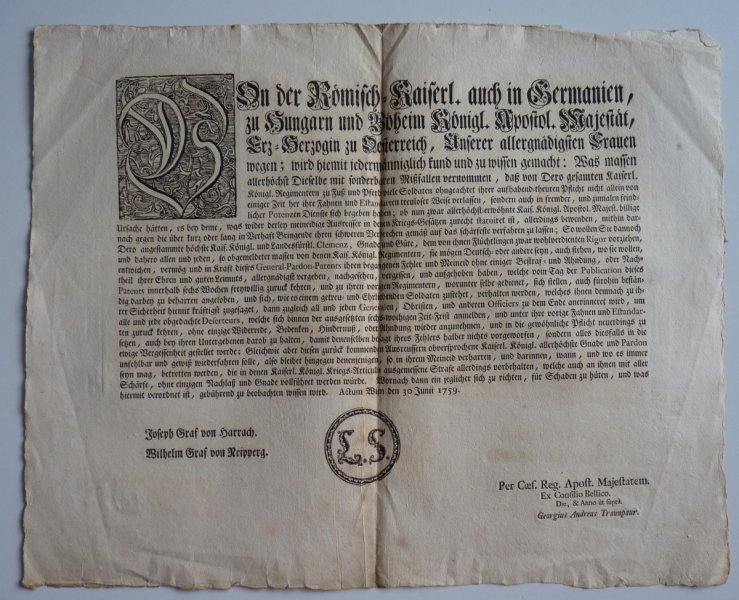 VOn der Römisch-Kaiserl. auch in Germanien,
zu Hungarn und Böheim Königl. Apostol. Majestät,
Ertz-Herzogin zu Oesterreich, Unserer allergnädigsten Frauen
wegen; wird hiemit jedermänniglich kund und zu wissen gemacht: Was massen
allerhöchst Dieselbe mit sonderbaren Mißfallen vernommen, daß von Dero gesamten Kaiserl.
Königl. Regimentern zu Fuß und Pferd viele Soldaten ohngeachtet ihrer aufhabend-theuren Pflicht nicht allein von
einiger Zeit her ihre Fahnen und Estandarten treuloser Weise verlassen, sondern auch in fremder, und zumalen feind-
licher Potenzen Dienste sich begeben haben; ob nun zwar allerhöchst-erwöhnte Kais. Königl. Apostol. Majest. billige
Ursache hätten, es bey deme, was wider derley meineidige Ausreisser in denen Kriegs-Gesätzen zurecht statuiret ist, allerdings bewenden, mithin dar-
nach gegen die über kurz oder lang in Verhaft Bringende ihren schweren Verbrechen gemäß auf das schärfeste verfahren zu lassen; So wollen Sie dannoch
Dero angestammte höchste Kais. Königl. und Landesfürstl. Clemenz, Gnade und Güte, dem von ihnen Flüchtlingen zwar wohlverdienten Rigor vorziehen,
und dahero allen und jeden, so obgemelderter massen von denen Kais. Königl. Regimentern, sie mögen Deutsch- oder andere seyn, auch stehen, wo sie wollen,
entwichen, vermög und in Kraft dieses General-Pardon-Patents ihren begangenen Fehler und Meineid ohne einiger Bestraf- und Ahndung, oder Nach-
theil ihrer Ehren und guten Leimuts, allergnädigst vergeben, nachgesehen, vergessen, und aufgehoben haben, welche vom Tag der Publication dieses
Patents innerhalb sechs Wochen freywillig zuruck kehren, und zu ihren vorigen Regimentern, worunter selbe gedienet, sich stellen, auch fürohin bestän-
dig darbey zu beharren angeloben, und sich, wie es einem getreu- und Ehrliebenden Soldaten zustehet, verhalten werden, welches ihnen demnach zu ih-
rer Sicherheit hiemit kräftigst zugesaget, dann zugleich all und jeden Generalen, Obristen, und anderen Officiers zu dem Ende anerinneret wird, um
alle und jede obgedachte Deserteurs, welche sich binnen der ausgesetzten sechs-wochigen Zeit-Frist anmelden, und unter ihre vorige Fahnen und Estandar-
ten zuruck kehren, ohne einzige Widerrede, Bedenken, Hindernuß, oder Ahndung wieder anzunehmen, und in die gewöhnliche Pflicht neuerdings zu
setzen, auch bey ihren Untergebenen darob zu halten, damit denenselben besagt ihres Fehlers halber nichts vorgeworfen, sondern alles diesfalls in die
ewige Vergessenheit gestellet werde; Gleichwie aber diesen zuruck kommenden Ausreissern obversprochene Kaiserl. Königl. allerhöchste Gnade und Pardon
unfehlbar und gewiß wiederfahren solle, also bleibet hingegen denenjenigen, so in ihrem Meineid verharren, und darinnen, wann, und wo es immer
seyn mag, betretten werden, die in denen Kaiserl. Königl. Kriegs-Articuln ausgemessene Strafe allerdings vorbehalten, welche auch an ihnen mit aller
Schärfe, ohne einzigen Nachlaß und Gnade vollführet werden würde. Wornach dann ein jeglicher sich zu richten, für Schaden zu hüten, und was
hiermit verordnet ist, gebührend zu beobachten wissen wird. Actum Wien den 30 Junii 1759.
Joseph Graf von Harrach.
Wilhelm Graf von Neipperg.
L. S.
Per Cæs. Reg. Apost. Majestatem.
Ex Consilio Bellico.
Die, & Anno ut suprà.
Georgius Andreas Traunpaur.